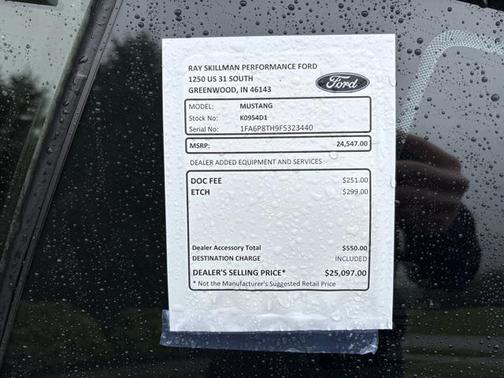 RAY SKILLMAN PERFORMANCE FORD
1250 US 31 SOUTH
GREENWOOD, IN 46143
Ford
MODEL: MUSTANG
Stock No: K0954D1
Serial No: 1FA6P8TH9F5323440
MSRP: 24,547.00
DEALER ADDED EQUIPMENT AND SERVICES
DOC FEE $251.00
ETCH $299.00
Dealer Accessory Total $550.00
DESTINATION CHARGE INCLUDED
DEALER'S SELLING PRICE* $25,097.00
* Not the Manufacturer's Suggested Retail Price